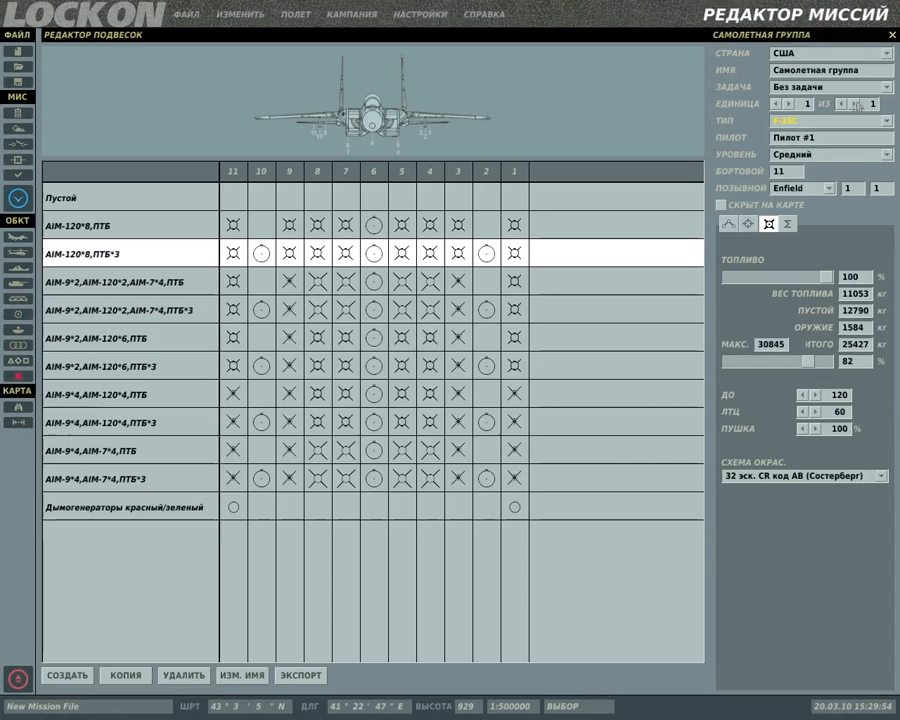 LOCKON
ФАЙЛ ИЗМЕНИТЬ ПОЛЕТ КАМПАНИЯ НАСТРОЙКИ СПРАВКА
РЕДАКТОР МИССИЙ
ФАЙЛ
МИС
ОБКТ
КАРТА
РЕДАКТОР ПОДВЕСОК
11 10 9 8 7 6 5 4 3 2 1
Пустой
AIM-120*8,ПТБ
AIM-120*8,ПТБ*3
AIM-9*2,AIM-120*2,AIM-7*4,ПТБ
AIM-9*2,AIM-120*2,AIM-7*4,ПТБ*3
AIM-9*2,AIM-120*6,ПТБ
AIM-9*2,AIM-120*6,ПТБ*3
AIM-9*4,AIM-120*4,ПТБ
AIM-9*4,AIM-120*4,ПТБ*3
AIM-9*4,AIM-7*4,ПТБ
AIM-9*4,AIM-7*4,ПТБ*3
Дымогенераторы красный/зеленый
СОЗДАТЬ КОПИЯ УДАЛИТЬ ИЗМ. ИМЯ ЭКСПОРТ
САМОЛЕТНАЯ ГРУППА
СТРАНА США
ИМЯ Самолетная группа
ЗАДАЧА Без задачи
ЕДИНИЦА 1 ИЗ 1
ТИП F-15C
ПИЛОТ Пилот #1
УРОВЕНЬ Средний
БОРТОВОЙ 11
ПОЗЫВНОЙ Enfield 1 1
СКРЫТ НА КАРТЕ
Σ
ТОПЛИВО
100 %
ВЕС ТОПЛИВА 11053 кг
ПУСТОЙ 12790 кг
ОРУЖИЕ 1584 кг
МАКС. 30845 ИТОГО 25427 кг
82 %
ДО 120
ЛТЦ 60
ПУШКА 100 %
СХЕМА ОКРАС.
32 эск. CR код АВ (Состерберг)
New Mission File ШРТ 43 ° 3 ' 5 " N ДЛГ 41 ° 22 ' 47 " E ВЫСОТА 929 1:500000 ВЫБОР 20.03.10 15:29:54